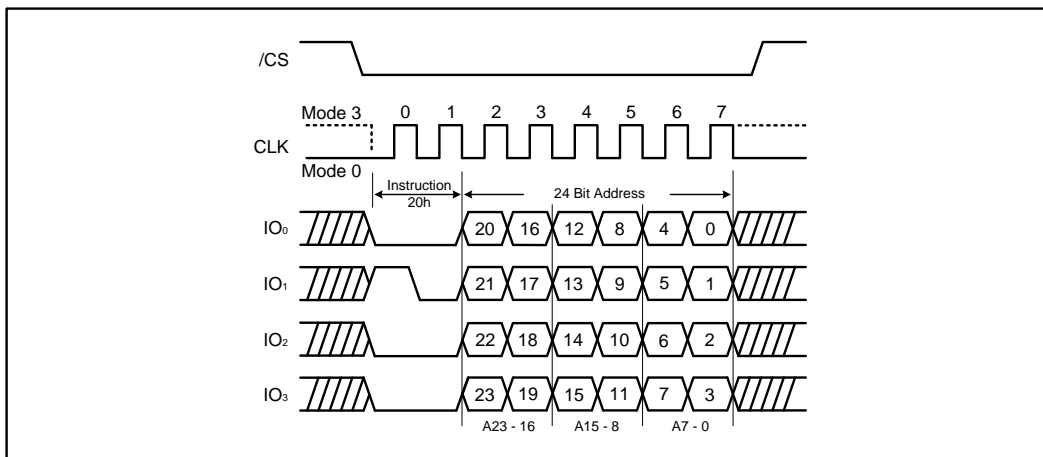 /CS
Mode 3 0 1 2 3 4 5 6 7
CLK
Mode 0
Instruction
20h
24 Bit Address
IO₀ 20 16 12 8 4 0
IO₁ 21 17 13 9 5 1
IO₂ 22 18 14 10 6 2
IO₃ 23 19 15 11 7 3
A23 - 16 A15 - 8 A7 - 0